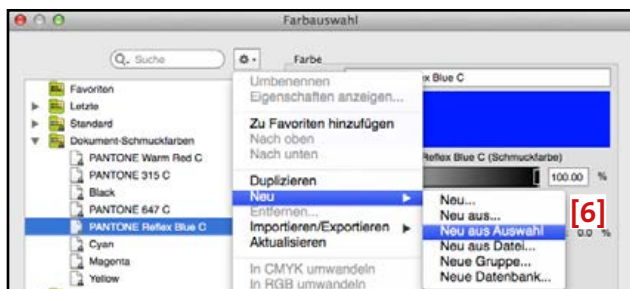 Farbauswahl
Suche
Farbe
Favoriten
Letzte
Standard
Dokument-Schmuckfarben
PANTONE Warm Red C
PANTONE 315 C
Black
PANTONE 647 C
PANTONE Reflex Blue C
Cyan
Magenta
Yellow
Umbenennen
Eigenschaften anzeigen...
Zu Favoriten hinzufügen
Nach oben
Nach unten
Duplizieren
Neu
Entfernen...
Importieren/Exportieren
Aktualisieren
In CMYK umwandeln
In RGB umwandeln
ex Blue C
Reflex Blue C (Schmuckfarbe)
100.00 %
Neu...
Neu aus...
Neu aus Auswahl
Neu aus Datei...
Neue Gruppe...
Neue Datenbank...
[6]
0.0 %